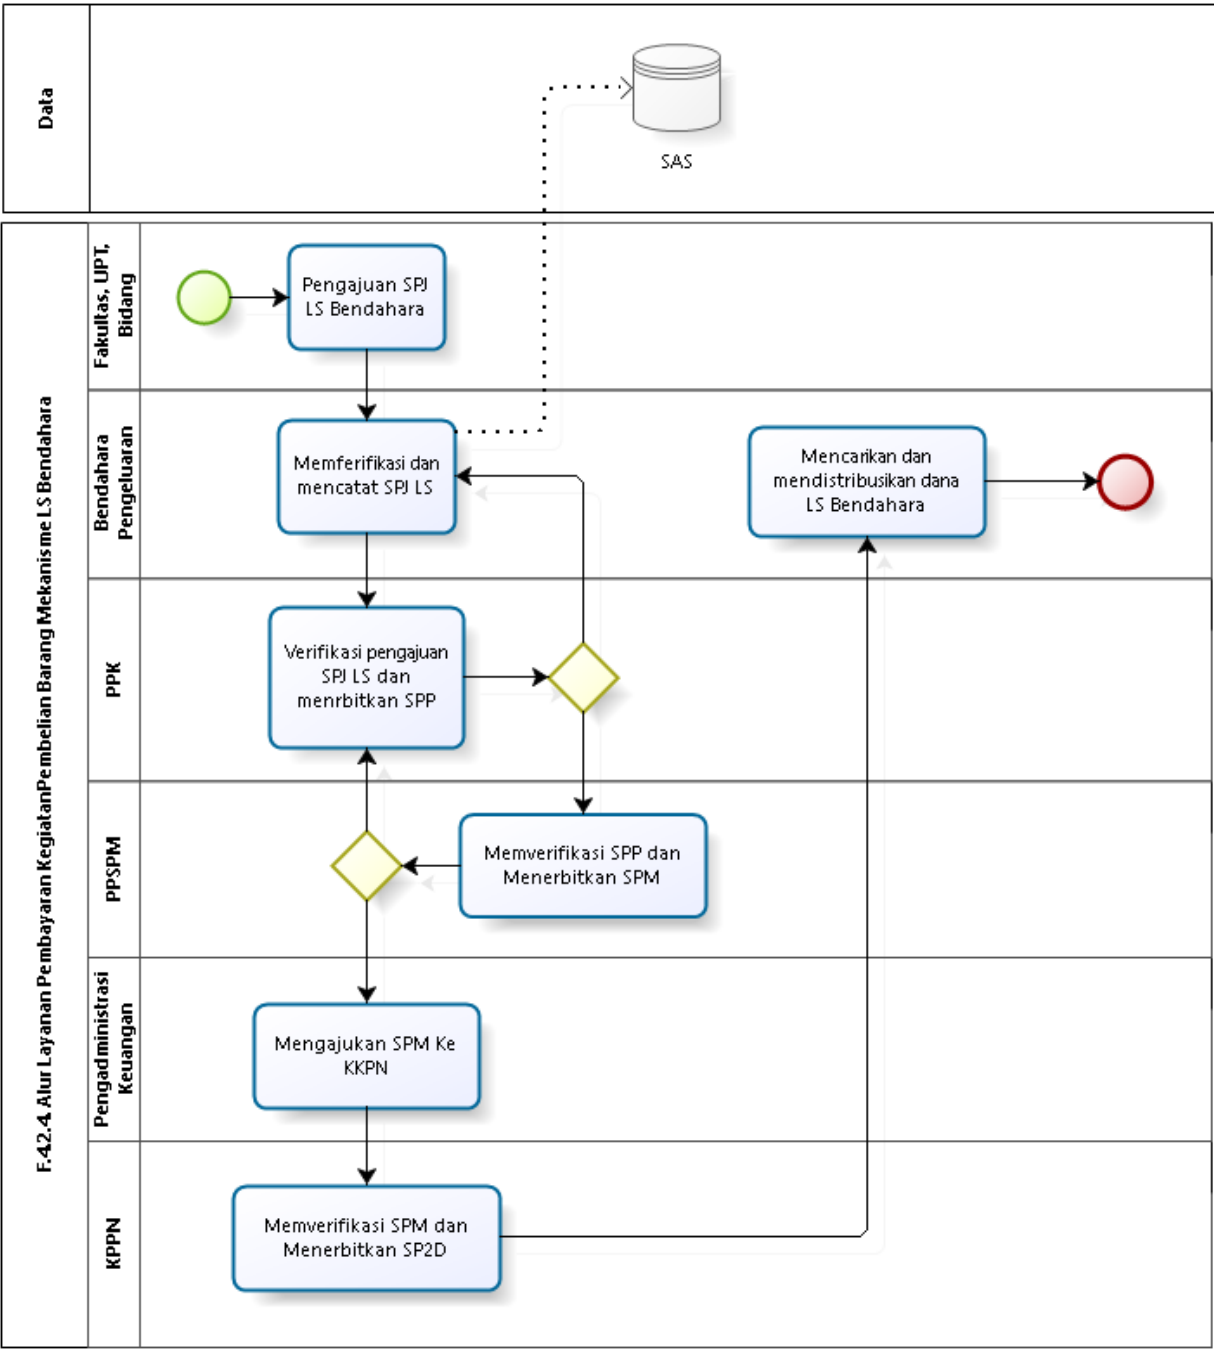 Data
SAS
F.4.2.4. Alur Layanan Pembayaran KegiatanPembelian Barang Mekanisme LS Bendahara
Fakultas, UPT,
Bidang
Pengajuan SPJ
LS Bendahara
Bendahara
Pengeluaran
Memferifikasi dan
mencatat SPJ LS
Mencarikan dan
mendistribusikan dana
LS Bendahara
PPK
Verifikasi pengajuan
SPJ LS dan
menrbitkan SPP
PPSPM
Memverifikasi SPP dan
Menerbitkan SPM
Pengadministrasi
Keuangan
Mengajukan SPM Ke
KKPN
KPPN
Memverifikasi SPM dan
Menerbitkan SP2D